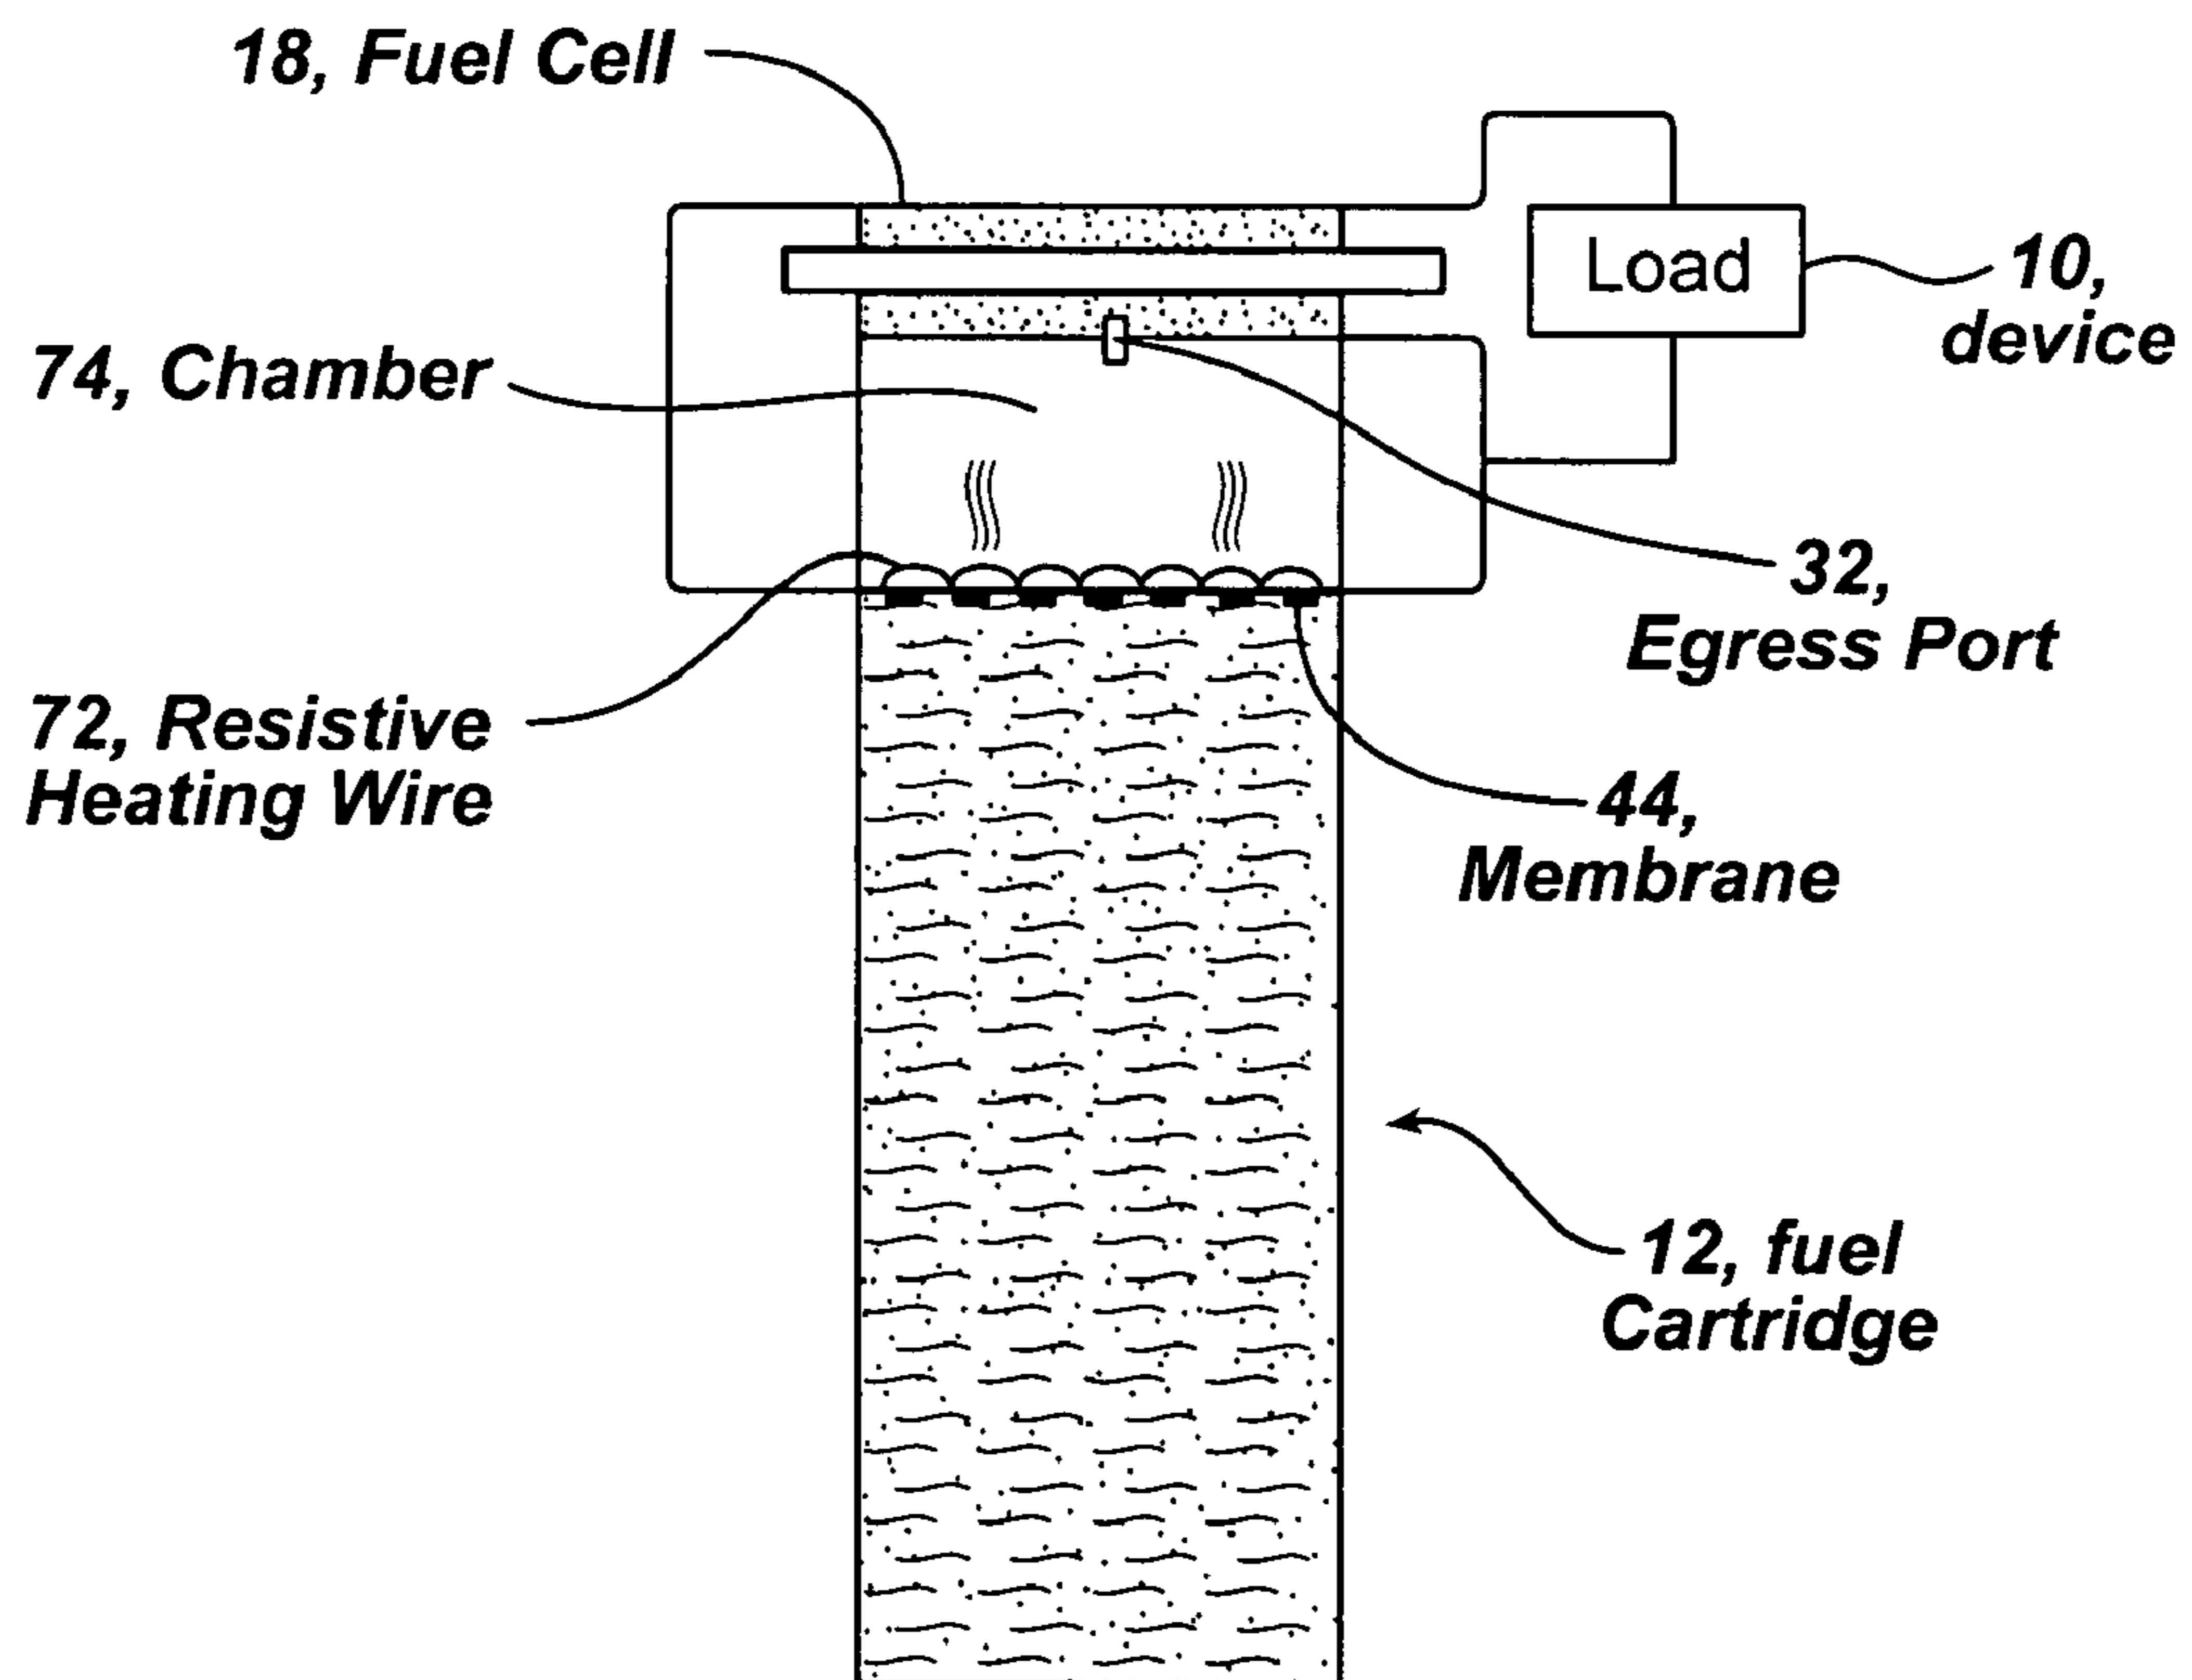 18, Fuel Cell
Load
10,
device
74, Chamber
32,
Egress Port
72, Resistive
Heating Wire
44,
Membrane
12, fuel
Cartridge